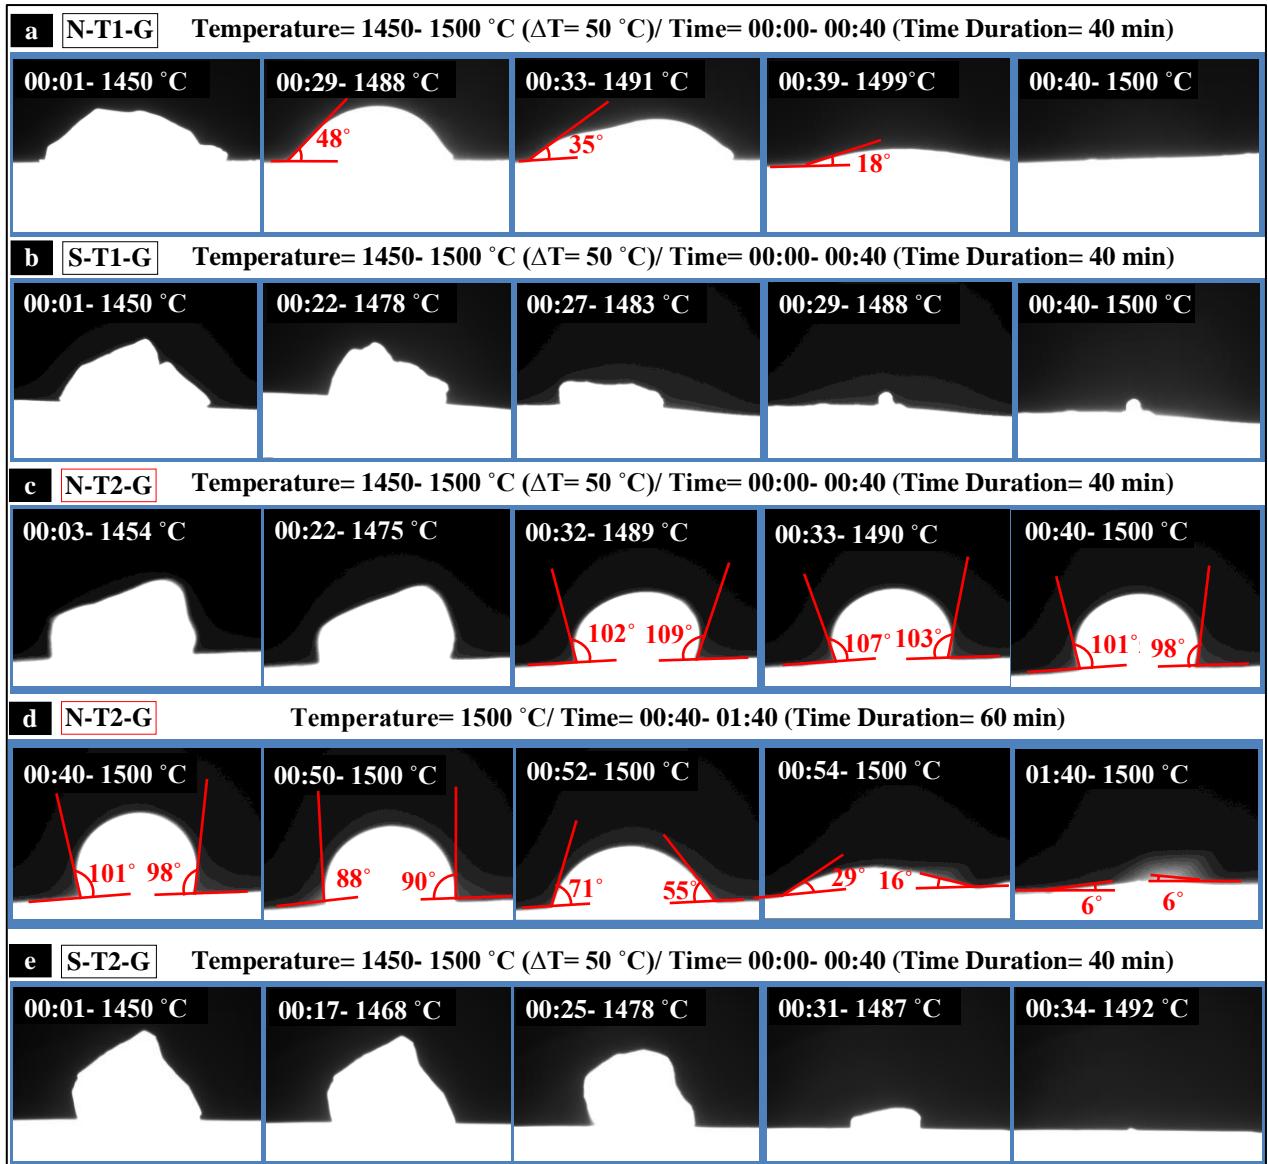 a N-T1-G Temperature= 1450- 1500 ˚C (ΔT= 50 ˚C)/ Time= 00:00- 00:40 (Time Duration= 40 min)
00:01- 1450 ˚C 00:29- 1488 ˚C 00:33- 1491 ˚C 00:39- 1499˚C 00:40- 1500 ˚C
48˚ 35˚ 18˚
b S-T1-G Temperature= 1450- 1500 ˚C (ΔT= 50 ˚C)/ Time= 00:00- 00:40 (Time Duration= 40 min)
00:01- 1450 ˚C 00:22- 1478 ˚C 00:27- 1483 ˚C 00:29- 1488 ˚C 00:40- 1500 ˚C
c N-T2-G Temperature= 1450- 1500 ˚C (ΔT= 50 ˚C)/ Time= 00:00- 00:40 (Time Duration= 40 min)
00:03- 1454 ˚C 00:22- 1475 ˚C 00:32- 1489 ˚C 00:33- 1490 ˚C 00:40- 1500 ˚C
102˚ 109˚ 107˚ 103˚ 101˚ 98˚
d N-T2-G Temperature= 1500 ˚C/ Time= 00:40- 01:40 (Time Duration= 60 min)
00:40- 1500 ˚C 00:50- 1500 ˚C 00:52- 1500 ˚C 00:54- 1500 ˚C 01:40- 1500 ˚C
101˚ 98˚ 88˚ 90˚ 71˚ 55˚ 29˚ 16˚ 6˚ 6˚
e S-T2-G Temperature= 1450- 1500 ˚C (ΔT= 50 ˚C)/ Time= 00:00- 00:40 (Time Duration= 40 min)
00:01- 1450 ˚C 00:17- 1468 ˚C 00:25- 1478 ˚C 00:31- 1487 ˚C 00:34- 1492 ˚C